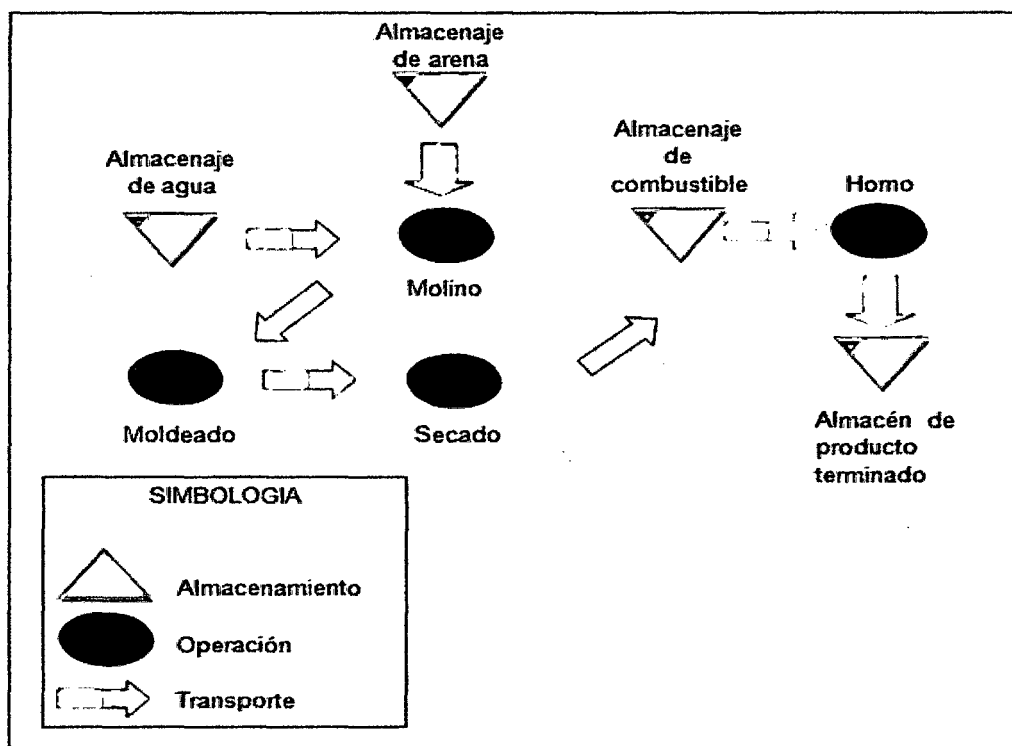 Almacenaje
de arena
Almacenaje
de agua
Molino
Almacenaje
de
combustible
Horno
Moldeado
Secado
Almacén de
producto
terminado
SIMBOLOGIA
Almacenamiento
Operación
Transporte